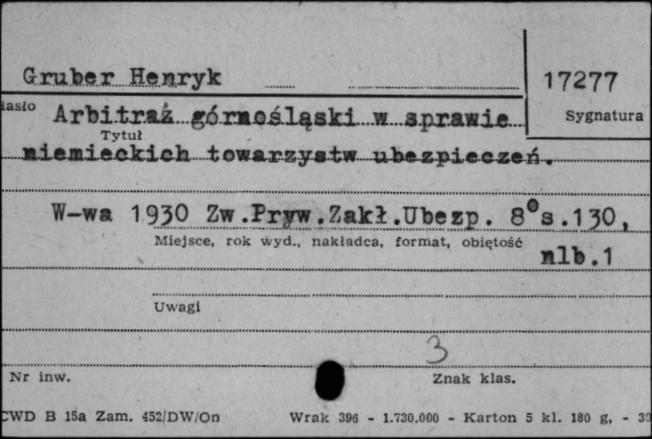 Gruber Henryk 17277
iasło Arbitraż górnośląski w sprawie Sygnatura
Tytuł
niemieckich towarzystw ubezpieczeń.
W-wa 1930 Zw.Pryw.Zakł.Ubezp. 8°s.130,
Miejsce, rok wyd., nakładca, format, objętość
nlb.1
Uwagi
3
Nr inw. Znak klas.
CWD B 15a Zam. 452/DW/On Wrak 396 - 1.730.000 - Karton 5 kl. 180 g, - 30